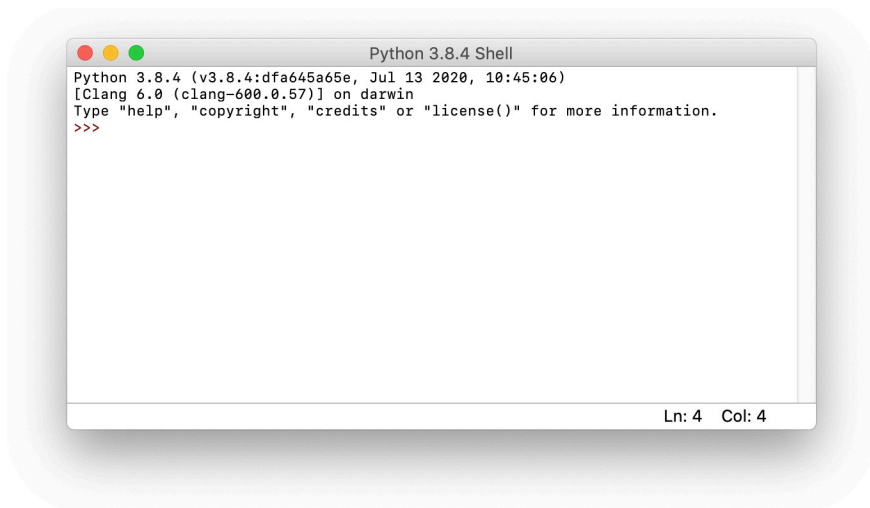 Python 3.8.4 Shell
Python 3.8.4 (v3.8.4:dfa645a65e, Jul 13 2020, 10:45:06)
[Clang 6.0 (clang-600.0.57)] on darwin
Type "help", "copyright", "credits" or "license()" for more information.
>>>
Ln: 4 Col: 4